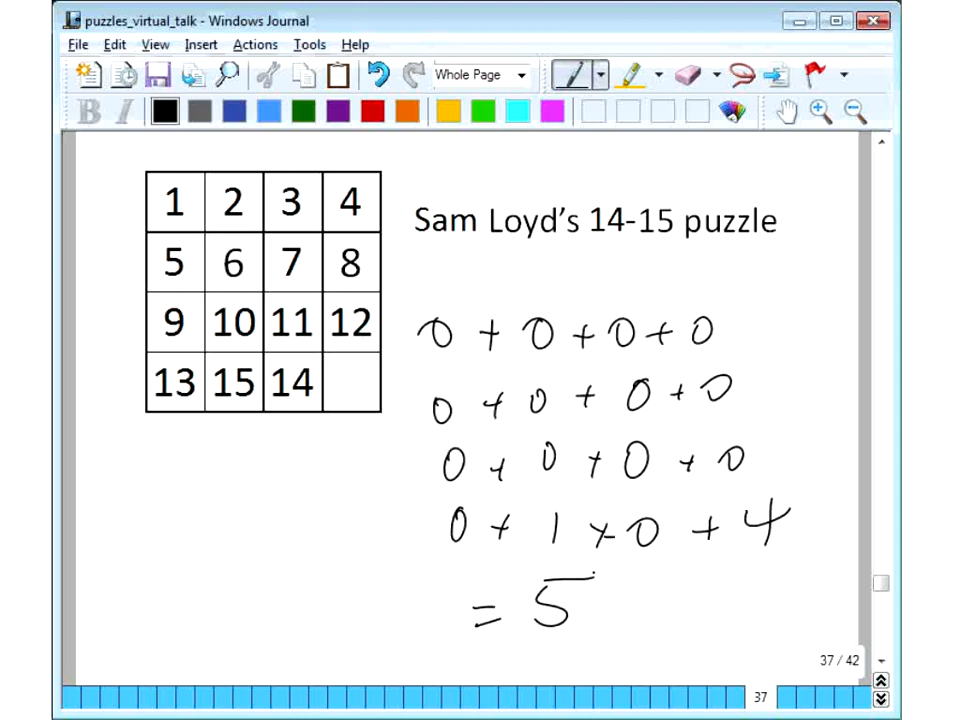 puzzles_virtual_talk - Windows Journal
File Edit View Insert Actions Tools Help
Whole Page
B I
1 2 3 4
5 6 7 8
9 10 11 12
13 15 14
Sam Loyd's 14-15 puzzle
0 + 0 + 0 + 0
0 + 0 + 0 + 0
0 + 0 + 0 + 0
0 + 1 + 0 + 4
= 5
37 / 42
37